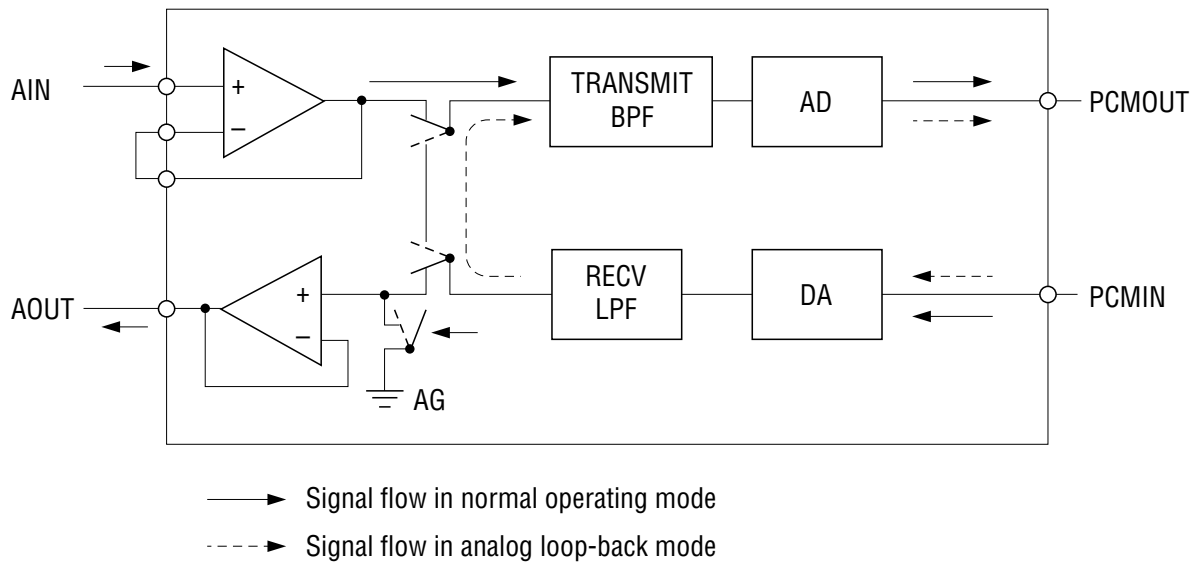 AIN
+
−
TRANSMIT
BPF
AD
PCMOUT
AOUT
+
−
RECV
LPF
DA
PCMIN
AG
Signal flow in normal operating mode
Signal flow in analog loop-back mode